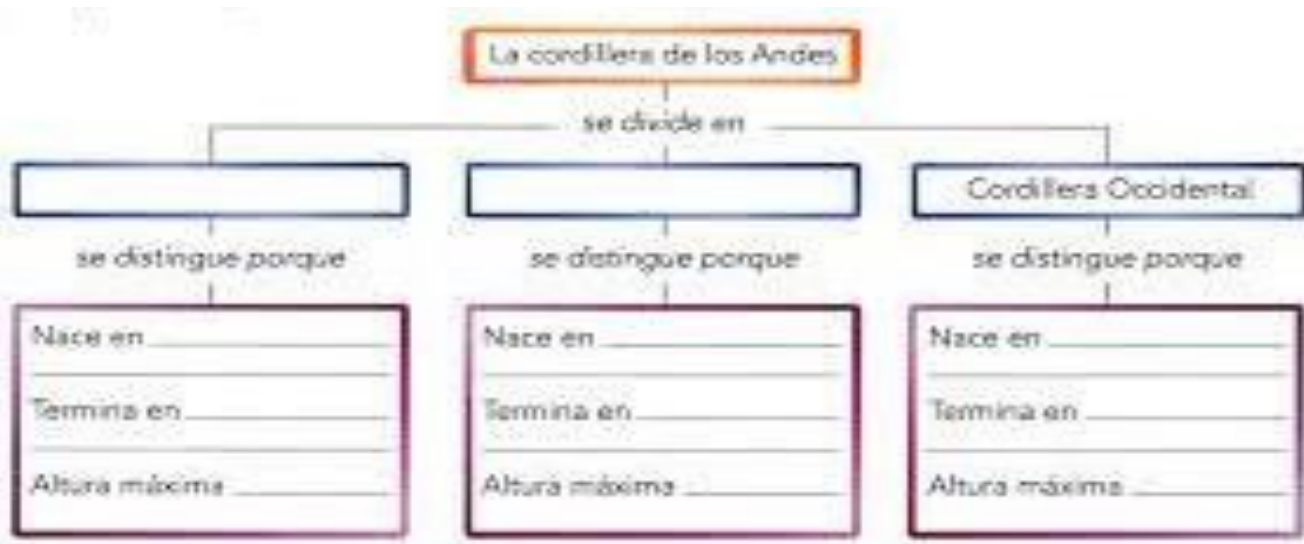 La cordillera de los Andes
se divide en
Cordillera Occidental
se distingue porque
se distingue porque
se distingue porque
Nace en
Termina en
Altura máxima
Nace en
Termina en
Altura máxima
Nace en
Termina en
Altura máxima